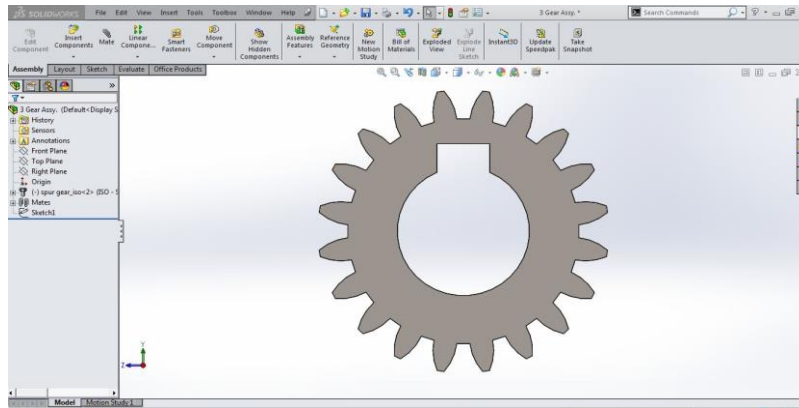 SOLIDWORKS File Edit View Insert Tools Toolbox Window Help 3 Gear Assy. * Search Commands
Edit Component
Insert Components
Mate
Linear Compone...
Smart Fasteners
Move Component
Show Hidden Components
Assembly Features
Reference Geometry
New Motion Study
Bill of Materials
Exploded View
Explode Line Sketch
Instant3D
Update Speedpak
Take Snapshot
Assembly Layout Sketch Evaluate Office Products
3 Gear Assy. (Default<Display S
History
Sensors
Annotations
Front Plane
Top Plane
Right Plane
Origin
(-) spur gear_iso<2> (ISO - S
Mates
Sketch1
Y
Z
Model Motion Study 1